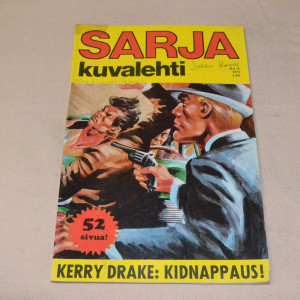 SARJA
kuvalehti
52
sivua!
KERRY DRAKE: KIDNAPPAUS!